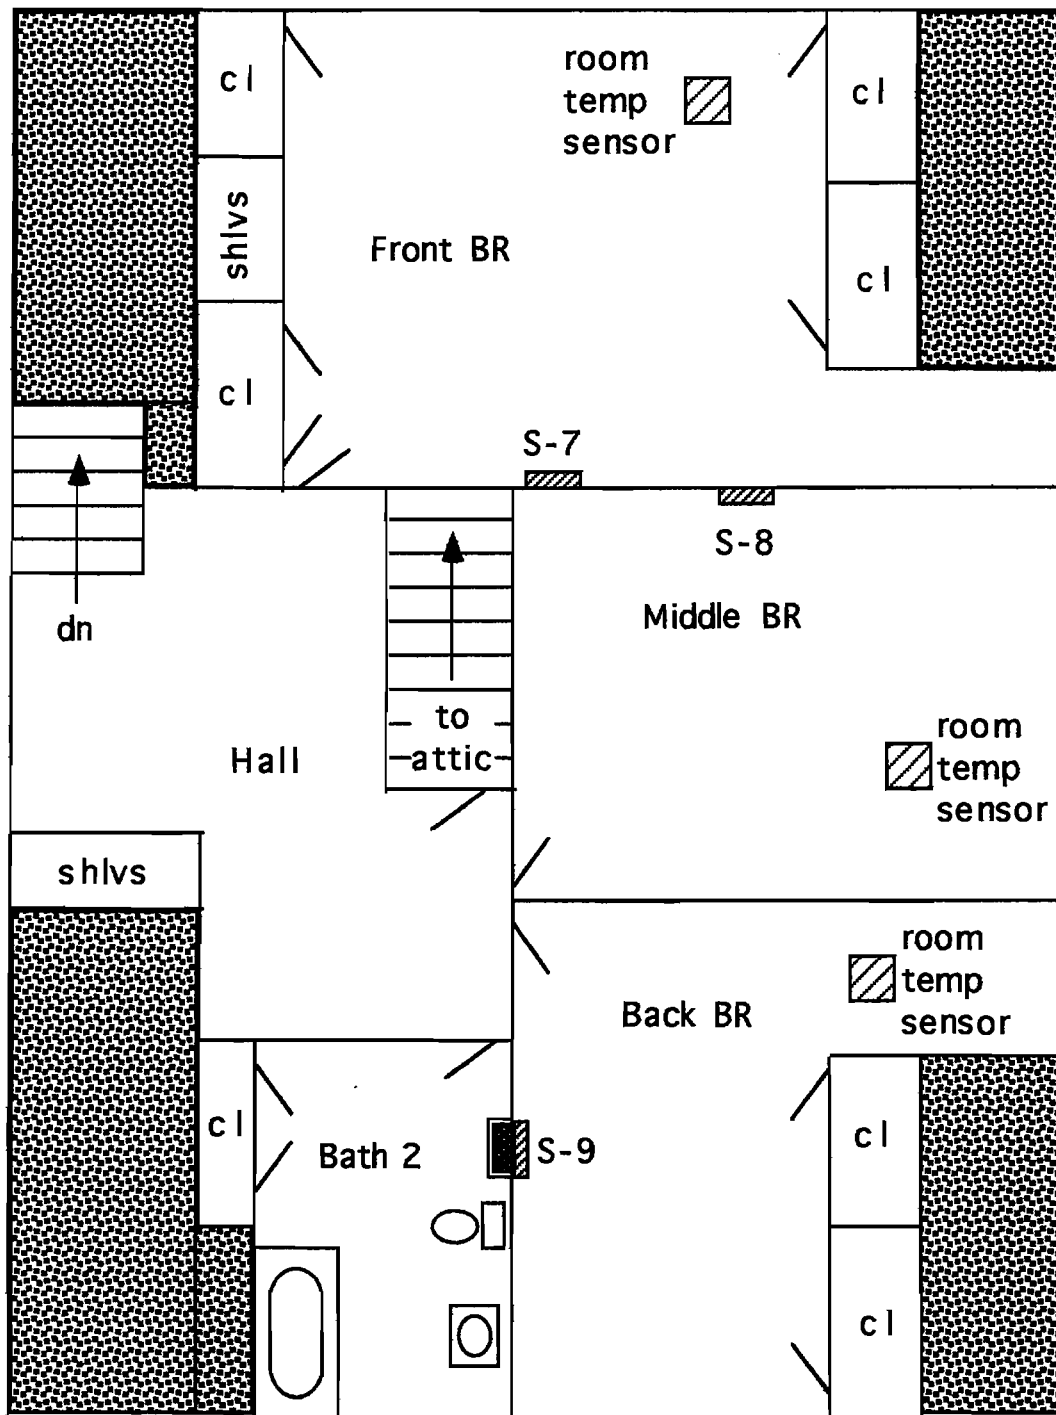 cl
room
temp
sensor
cl
shlvs
Front BR
cl
cl
S-7
S-8
dn
Middle BR
to
attic
Hall
room
temp
sensor
shlvs
room
temp
sensor
Back BR
cl
Bath 2
S-9
cl
cl